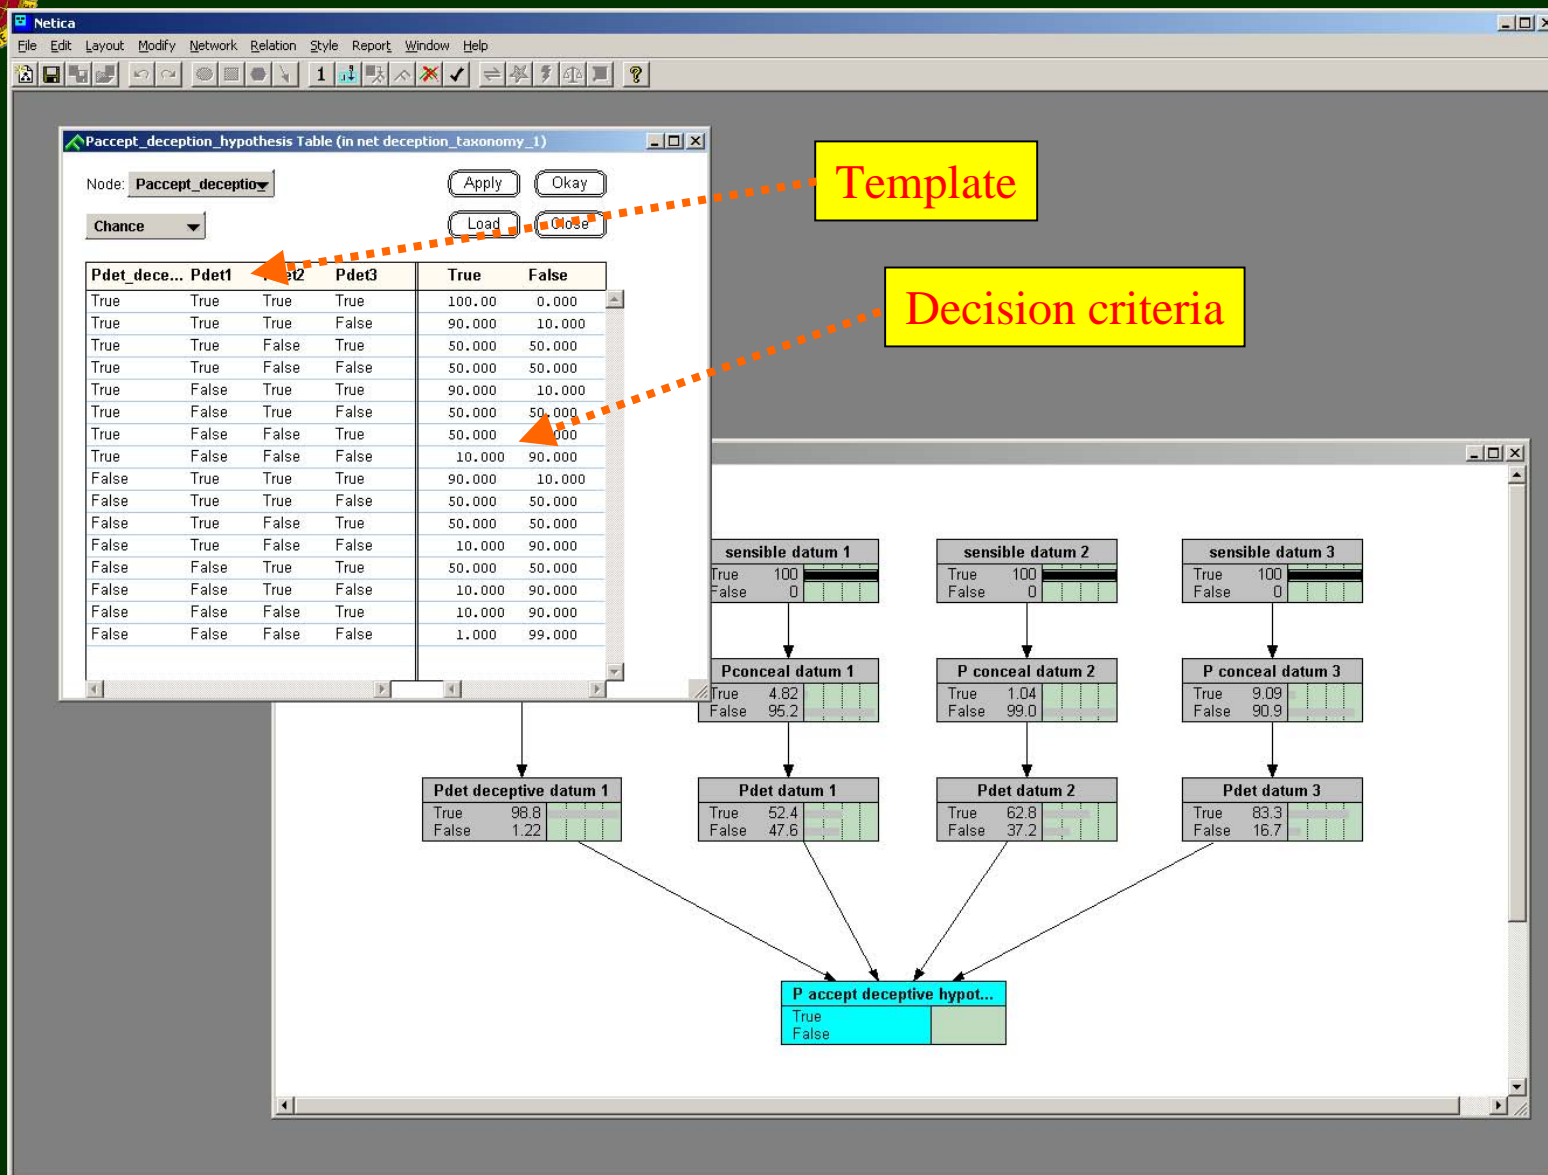 Netica
File Edit Layout Modify Network Relation Style Report Window Help
1
?
Paccept_deception_hypothesis Table (in net deception_taxonomy_1)
Node: Paccept_deceptio
Apply Okay
Chance
Load Close
Template
Decision criteria
Pdet_dece... Pdet1 Pdet3 True False
True True True True 100.00 0.000
True True True False 90.000 10.000
True True False True 50.000 50.000
True True False False 50.000 50.000
True False True True 90.000 10.000
True False True False 50.000 50.000
True False False True 50.000
True False False False 10.000 90.000
False True True True 90.000 10.000
False True True False 50.000 50.000
False True False True 50.000 50.000
False True False False 10.000 90.000
False False True True 50.000 50.000
False False True False 10.000 90.000
False False False True 10.000 90.000
False False False False 1.000 99.000
sensible datum 1
True 100
False 0
sensible datum 2
True 100
False 0
sensible datum 3
True 100
False 0
Pconceal datum 1
True 4.82
False 95.2
P conceal datum 2
True 1.04
False 99.0
P conceal datum 3
True 9.09
False 90.9
Pdet deceptive datum 1
True 98.8
False 1.22
Pdet datum 1
True 52.4
False 47.6
Pdet datum 2
True 62.8
False 37.2
Pdet datum 3
True 83.3
False 16.7
P accept deceptive hypot...
True
False